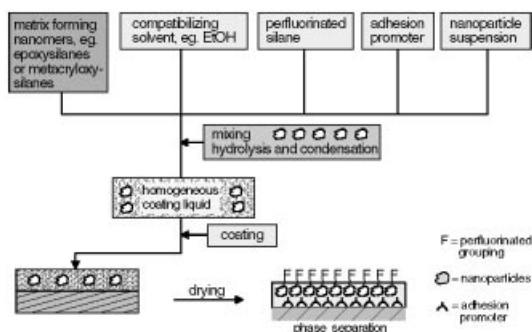 matrix forming
nanomers, eg.
epoxysilanes
or metacryloxy-
silanes
compatibilizing
solvent, eg. EtOH
perfluorinated
silane
adhesion
promoter
nanoparticle
suspension
mixing
hydrolysis and condensation
homogeneous
coating liquid
coating
drying
F F F F F F F F F
phase separation
F = perfluorinated
grouping
= nanoparticles
= adhesion
promoter